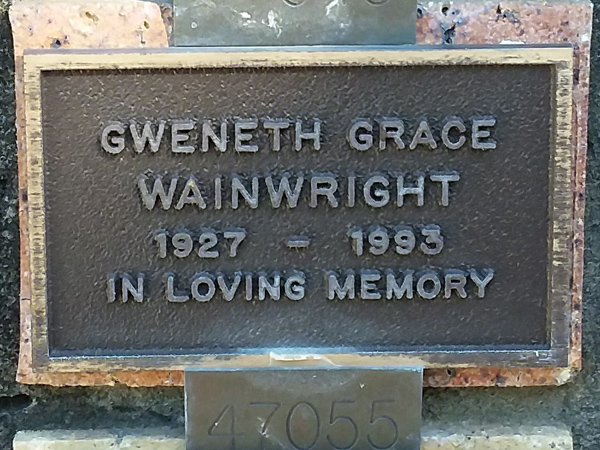 GWENETH GRACE
WAINWRIGHT
1927 - 1993
IN LOVING MEMORY
47055